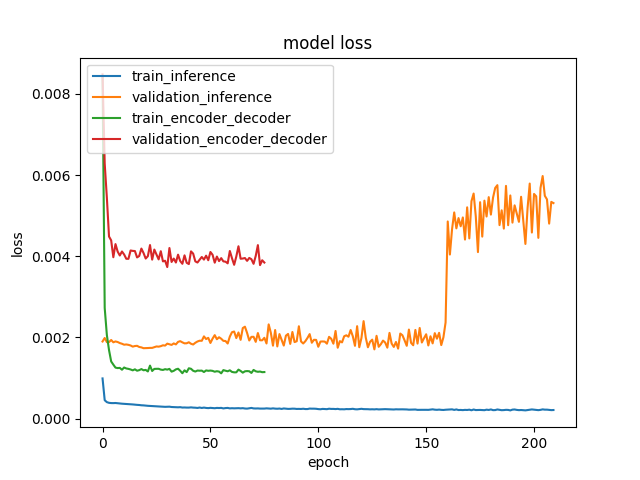 model loss
train_inference
validation_inference
train_encoder_decoder
validation_encoder_decoder
0.008
0.006
0.004
0.002
0.000
loss
0 50 100 150 200
epoch